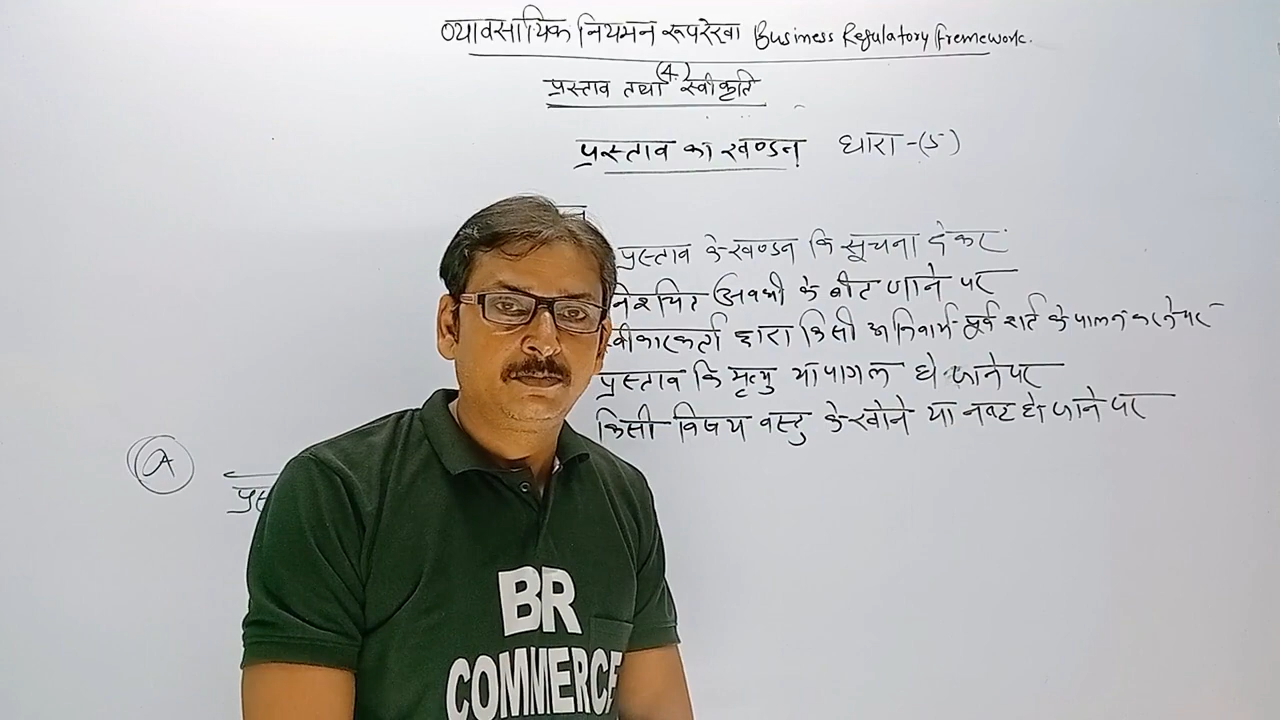 व्यावसायिक नियमन रूपरेखा Business Regulatory fremework.
(4.)
प्रस्ताव तथा स्वीकृति
प्रस्ताव का खण्डन धारा-(5)
प्रस्ताव के खण्डन कि सूचना देकर
अवधी के बीट जाने पर
द्वारा किसी अनिवार्य पूर्व शर्त के पालन करनेपर
प्रस्ताव कि मृत्यु या पागल हो जानेपर
किसी विषय वस्तु के खोने या नष्ट हो जाने पर
A
BR
COMMERCE